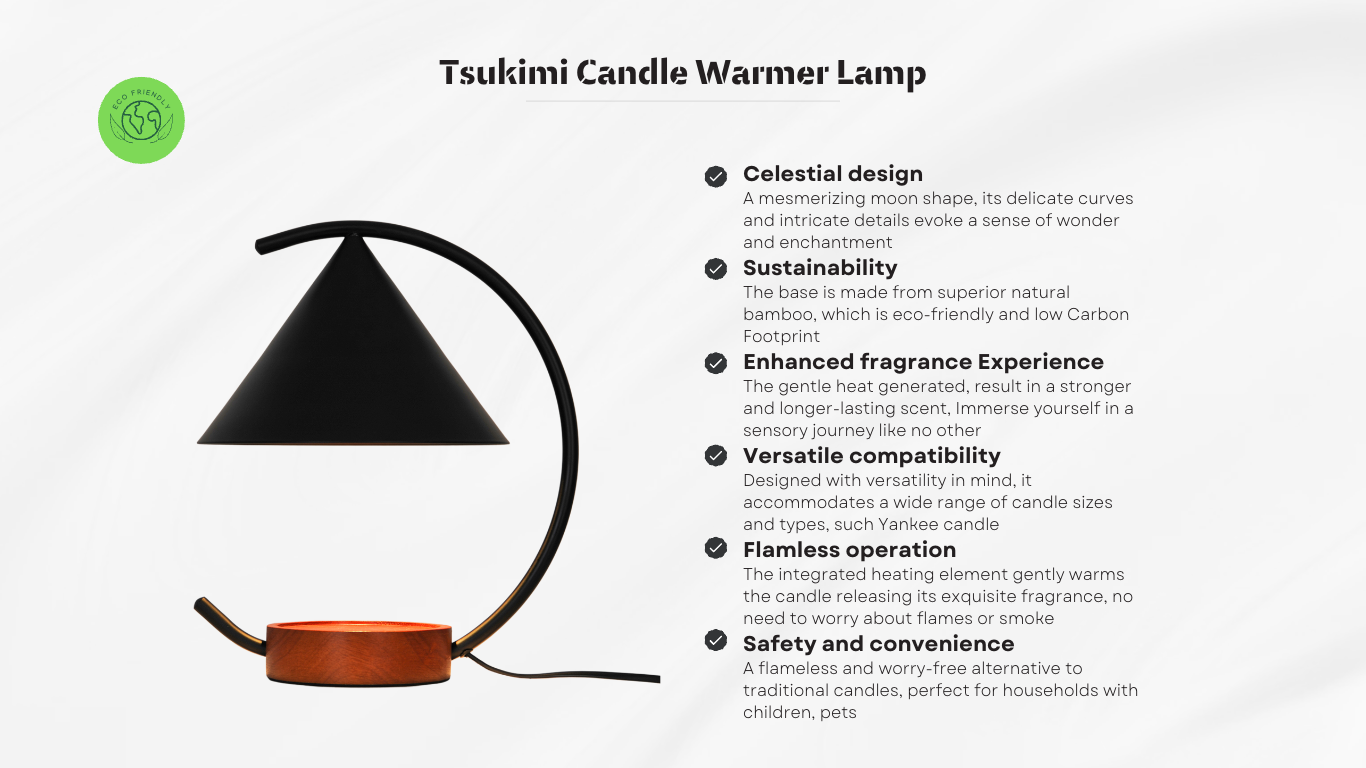 Tsukimi Candle Warmer Lamp
ECO FRIENDLY
Celestial design
A mesmerizing moon shape, its delicate curves
and intricate details evoke a sense of wonder
and enchantment
Sustainability
The base is made from superior natural
bamboo, which is eco-friendly and low Carbon
Footprint
Enhanced fragrance Experience
The gentle heat generated, result in a stronger
and longer-lasting scent, Immerse yourself in a
sensory journey like no other
Versatile compatibility
Designed with versatility in mind, it
accommodates a wide range of candle sizes
and types, such Yankee candle
Flamless operation
The integrated heating element gently warms
the candle releasing its exquisite fragrance, no
need to worry about flames or smoke
Safety and convenience
A flameless and worry-free alternative to
traditional candles, perfect for households with
children, pets